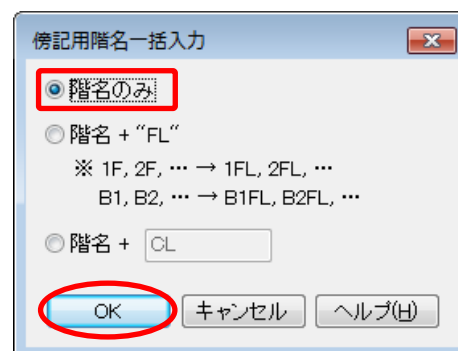 傍記用階名一括入力
階名のみ
階名 + "FL"
※ 1F, 2F, … → 1FL, 2FL, …
B1, B2, … → B1FL, B2FL, …
階名 + CL
OK キャンセル ヘルプ(H)